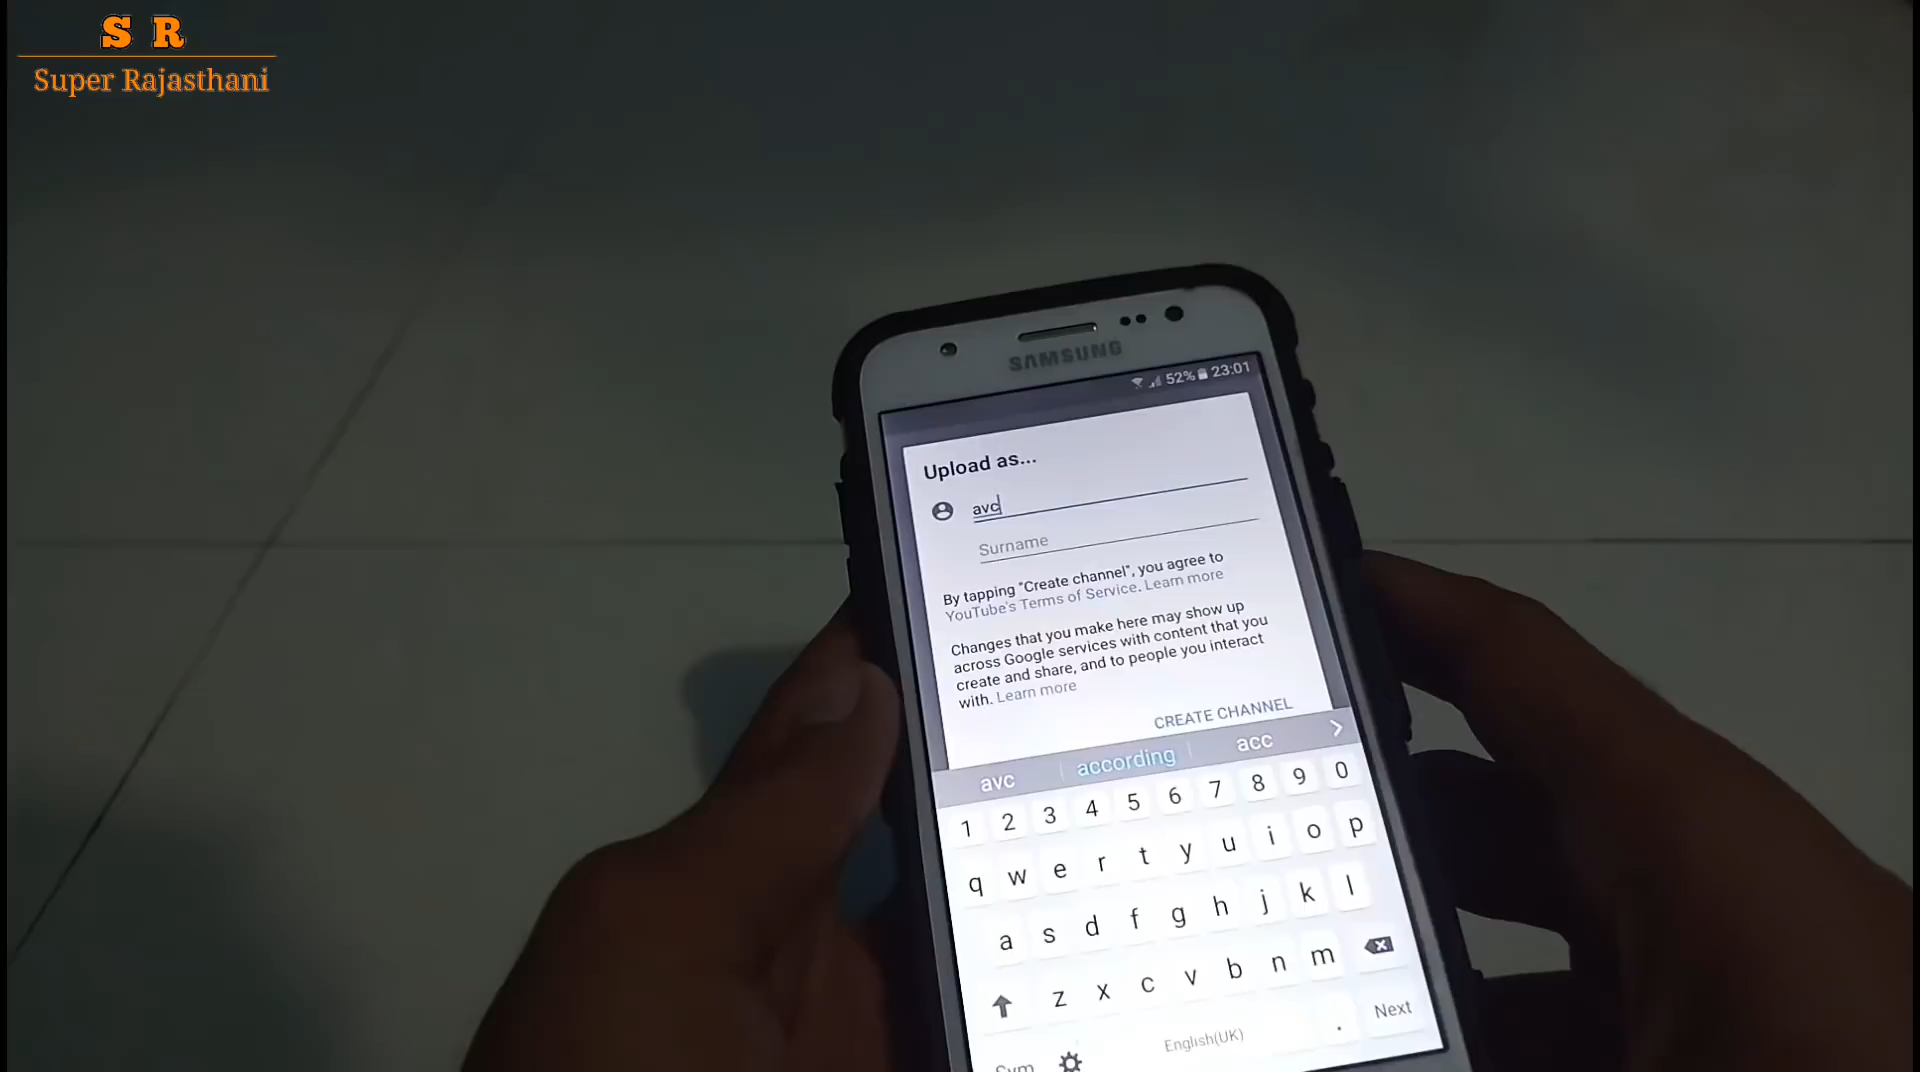 S R
Super Rajasthani
SAMSUNG
52% 23:01
Upload as...
avc
Surname
By tapping "Create channel", you agree to
YouTube's Terms of Service. Learn more
Changes that you make here may show up
across Google services with content that you
create and share, and to people you interact
with. Learn more
CREATE CHANNEL
avc according acc
1 2 3 4 5 6 7 8 9 0
q w e r t y u i o p
a s d f g h j k l
z x c v b n m
Sym English(UK) . Next